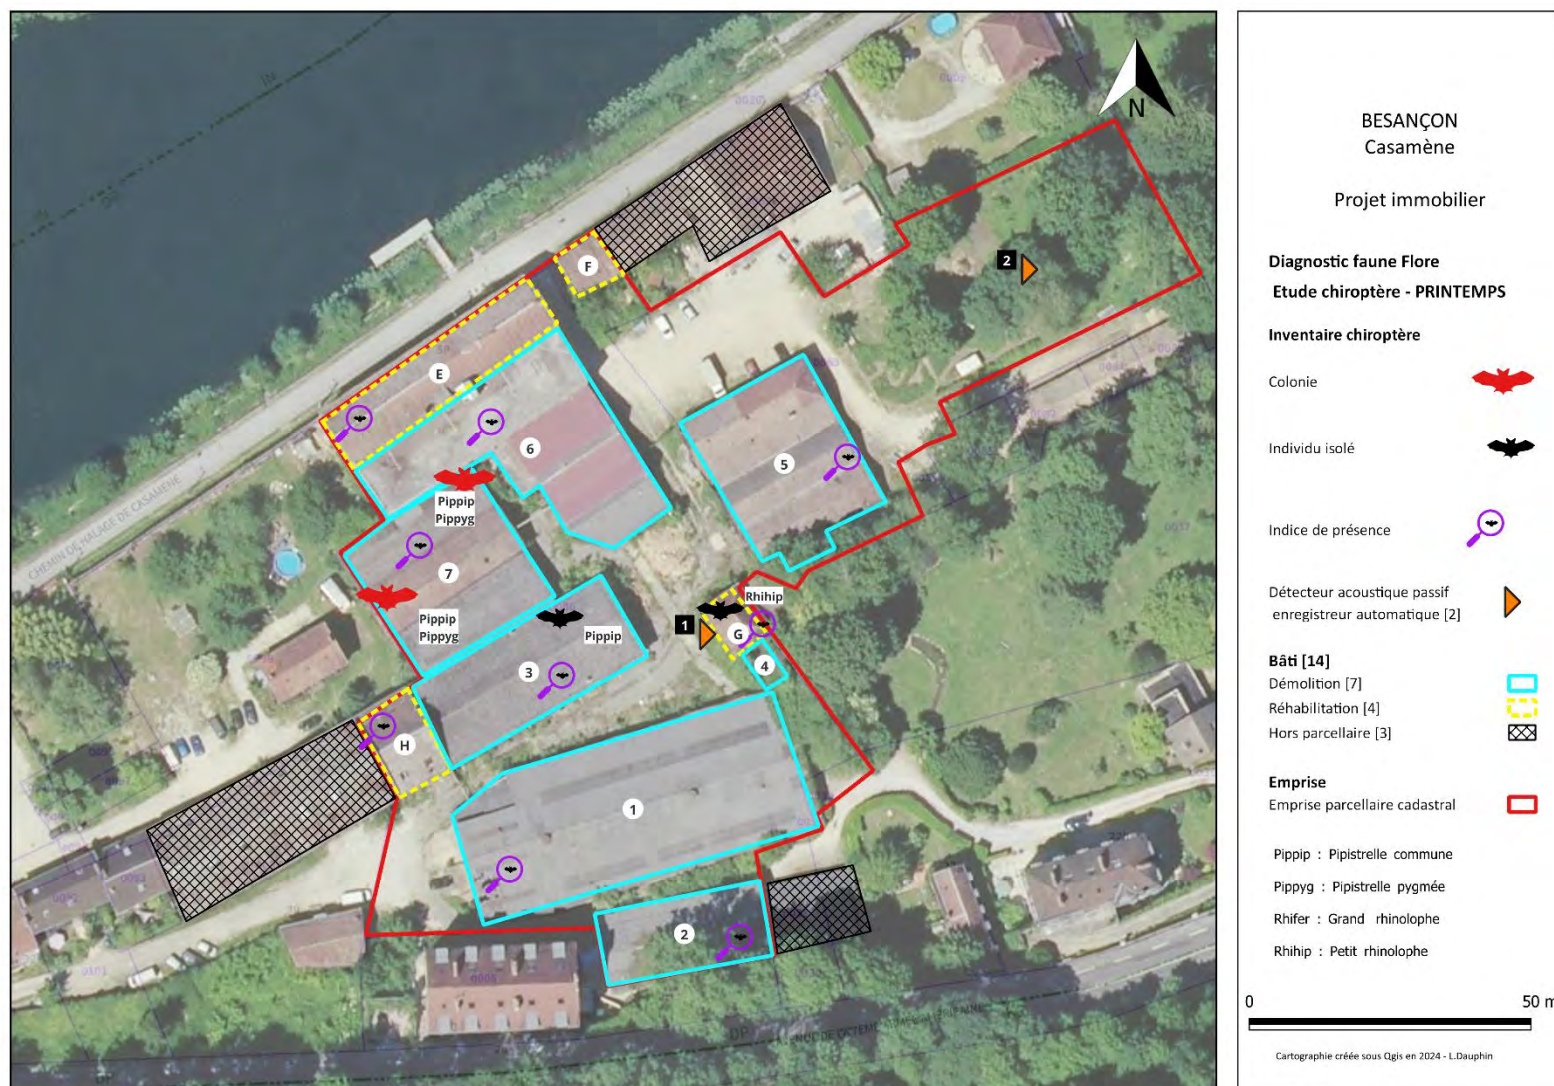 N
2
F
E
6
5
Pippip
Pippyg
7
Pippip
Pippyg
Pippip
Rhihip
1
G
4
3
H
1
2
CHEMIN DE HALAGE DE CASAMÈNE
BESANÇON
Casamène
Projet immobilier
Diagnostic faune Flore
Etude chiroptère - PRINTEMPS
Inventaire chiroptère
Colonie
Individu isolé
Indice de présence
Détecteur acoustique passif
enregistreur automatique [2]
Bâti [14]
Démolition [7]
Réhabilitation [4]
Hors parcellaire [3]
Emprise
Emprise parcellaire cadastral
Pippip : Pipistrelle commune
Pippyg : Pipistrelle pygmée
Rhifer : Grand rhinolophe
Rhihip : Petit rhinolophe
0 50 m
Cartographie créée sous Qgis en 2024 - L.Dauphin